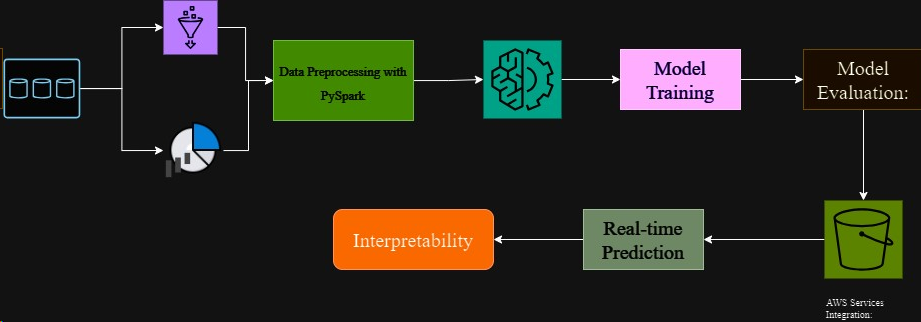 Data Preprocessing with
PySpark
Model
Training
Model
Evaluation:
Interpretability
Real-time
Prediction
AWS Services
Integration: